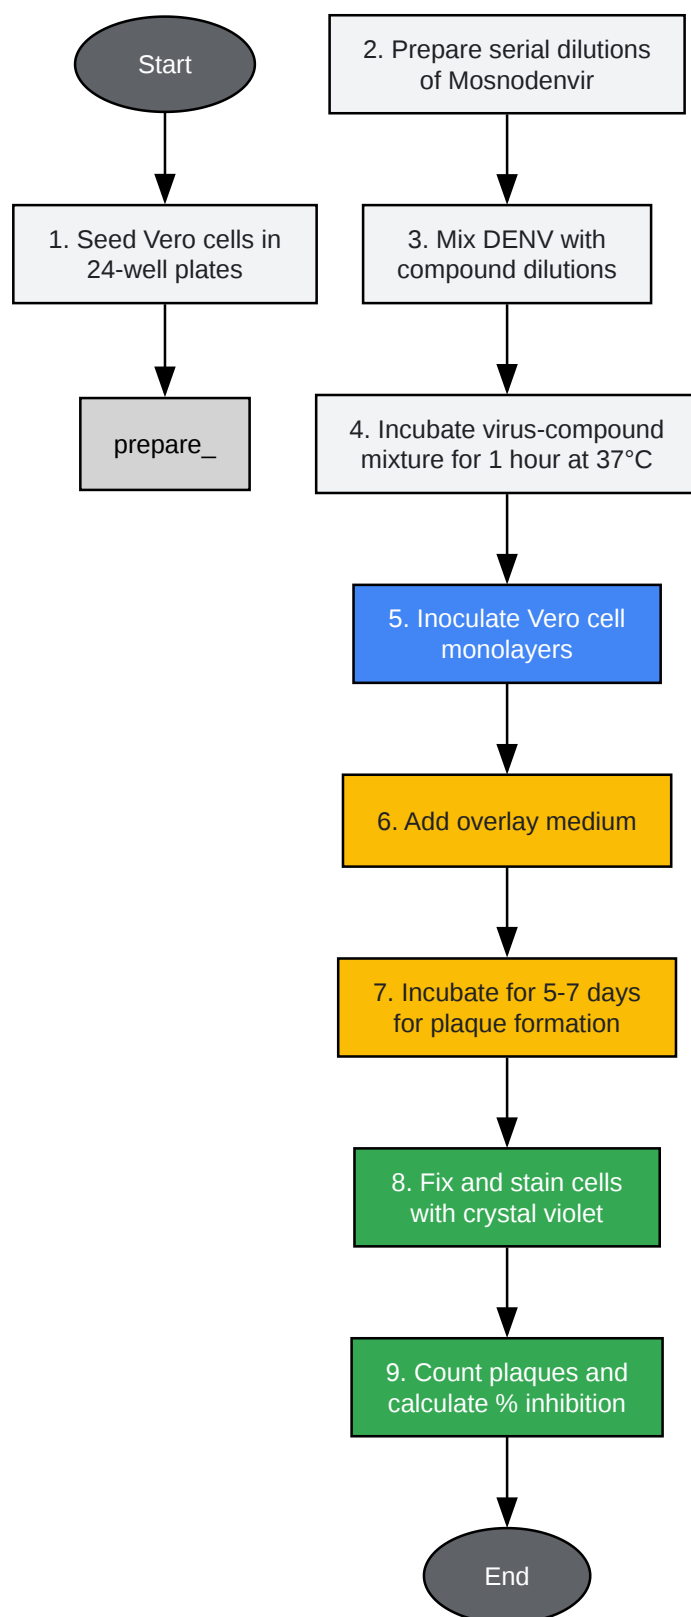 Start
1. Seed Vero cells in
24-well plates
prepare_
2. Prepare serial dilutions
of Mosnodenvir
3. Mix DENV with
compound dilutions
4. Incubate virus-compound
mixture for 1 hour at 37°C
5. Inoculate Vero cell
monolayers
6. Add overlay medium
7. Incubate for 5-7 days
for plaque formation
8. Fix and stain cells
with crystal violet
9. Count plaques and
calculate % inhibition
End